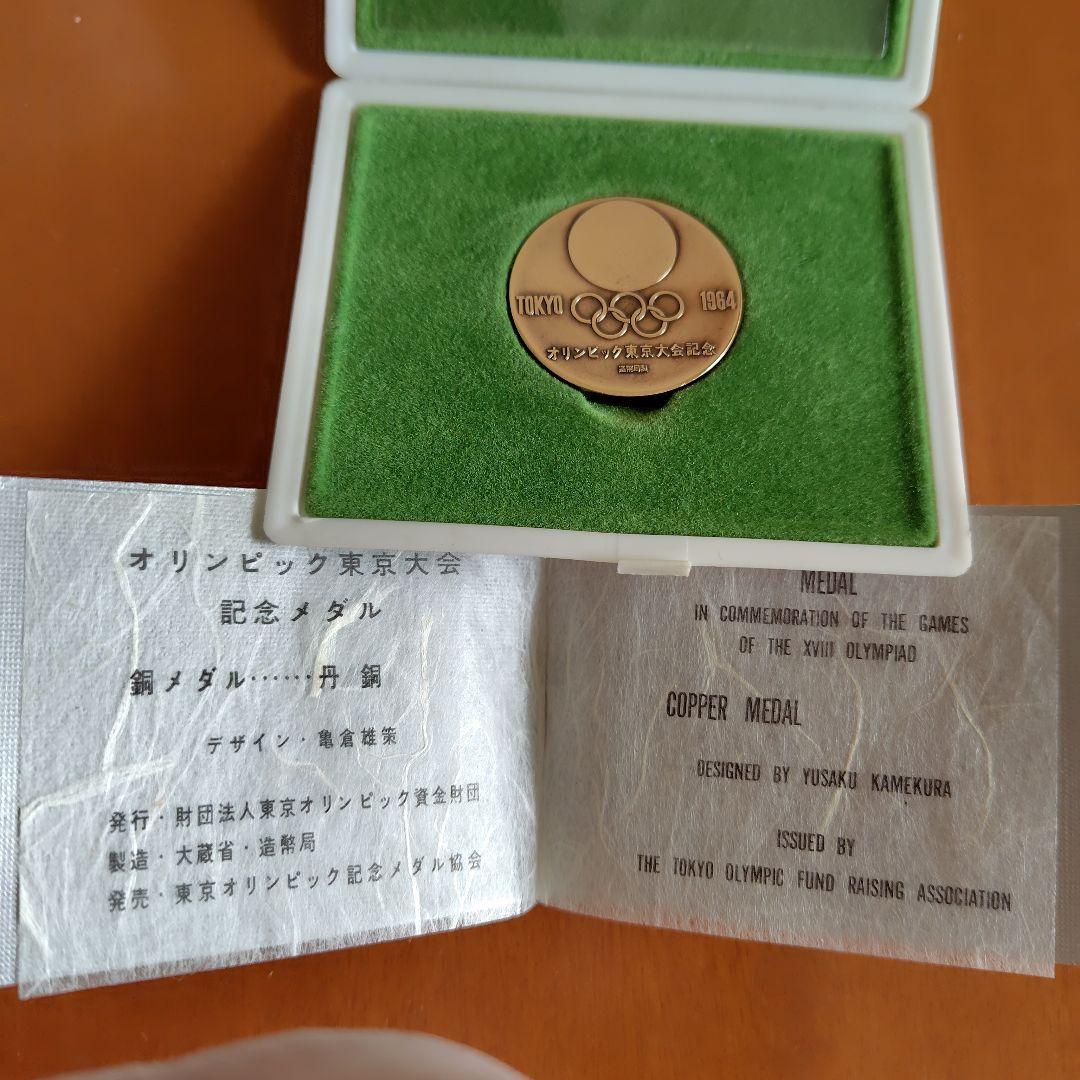 TOKYO 1964
オリンピック東京大会記念
造幣局製
オリンピック東京大会
記念メダル
銅メダル……丹銅
デザイン・亀倉雄策
発行・財団法人東京オリンピック資金財団
製造・大蔵省・造幣局
発売・東京オリンピック記念メダル協会
MEDAL
IN COMMEMORATION OF THE GAMES
OF THE XVIII OLYMPIAD
COPPER MEDAL
DESIGNED BY YUSAKU KAMEKURA
ISSUED BY
THE TOKYO OLYMPIC FUND RAISING ASSOCIATION